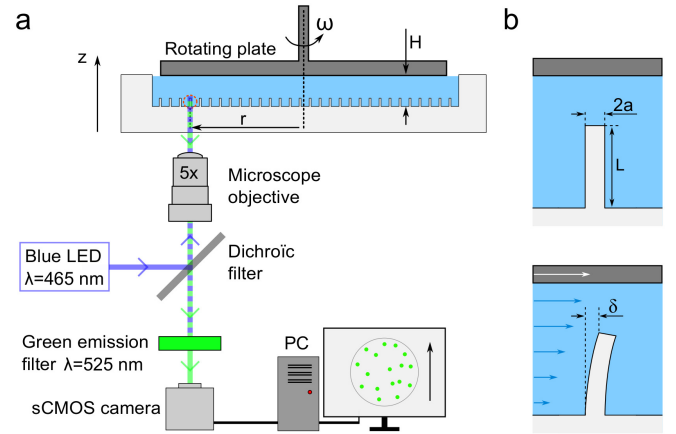 a
ω
Rotating plate
H
z
r
5x
Microscope
objective
Blue LED
λ=465 nm
Dichroïc
filter
Green emission
filter λ=525 nm
PC
sCMOS camera
b
2a
L
δ